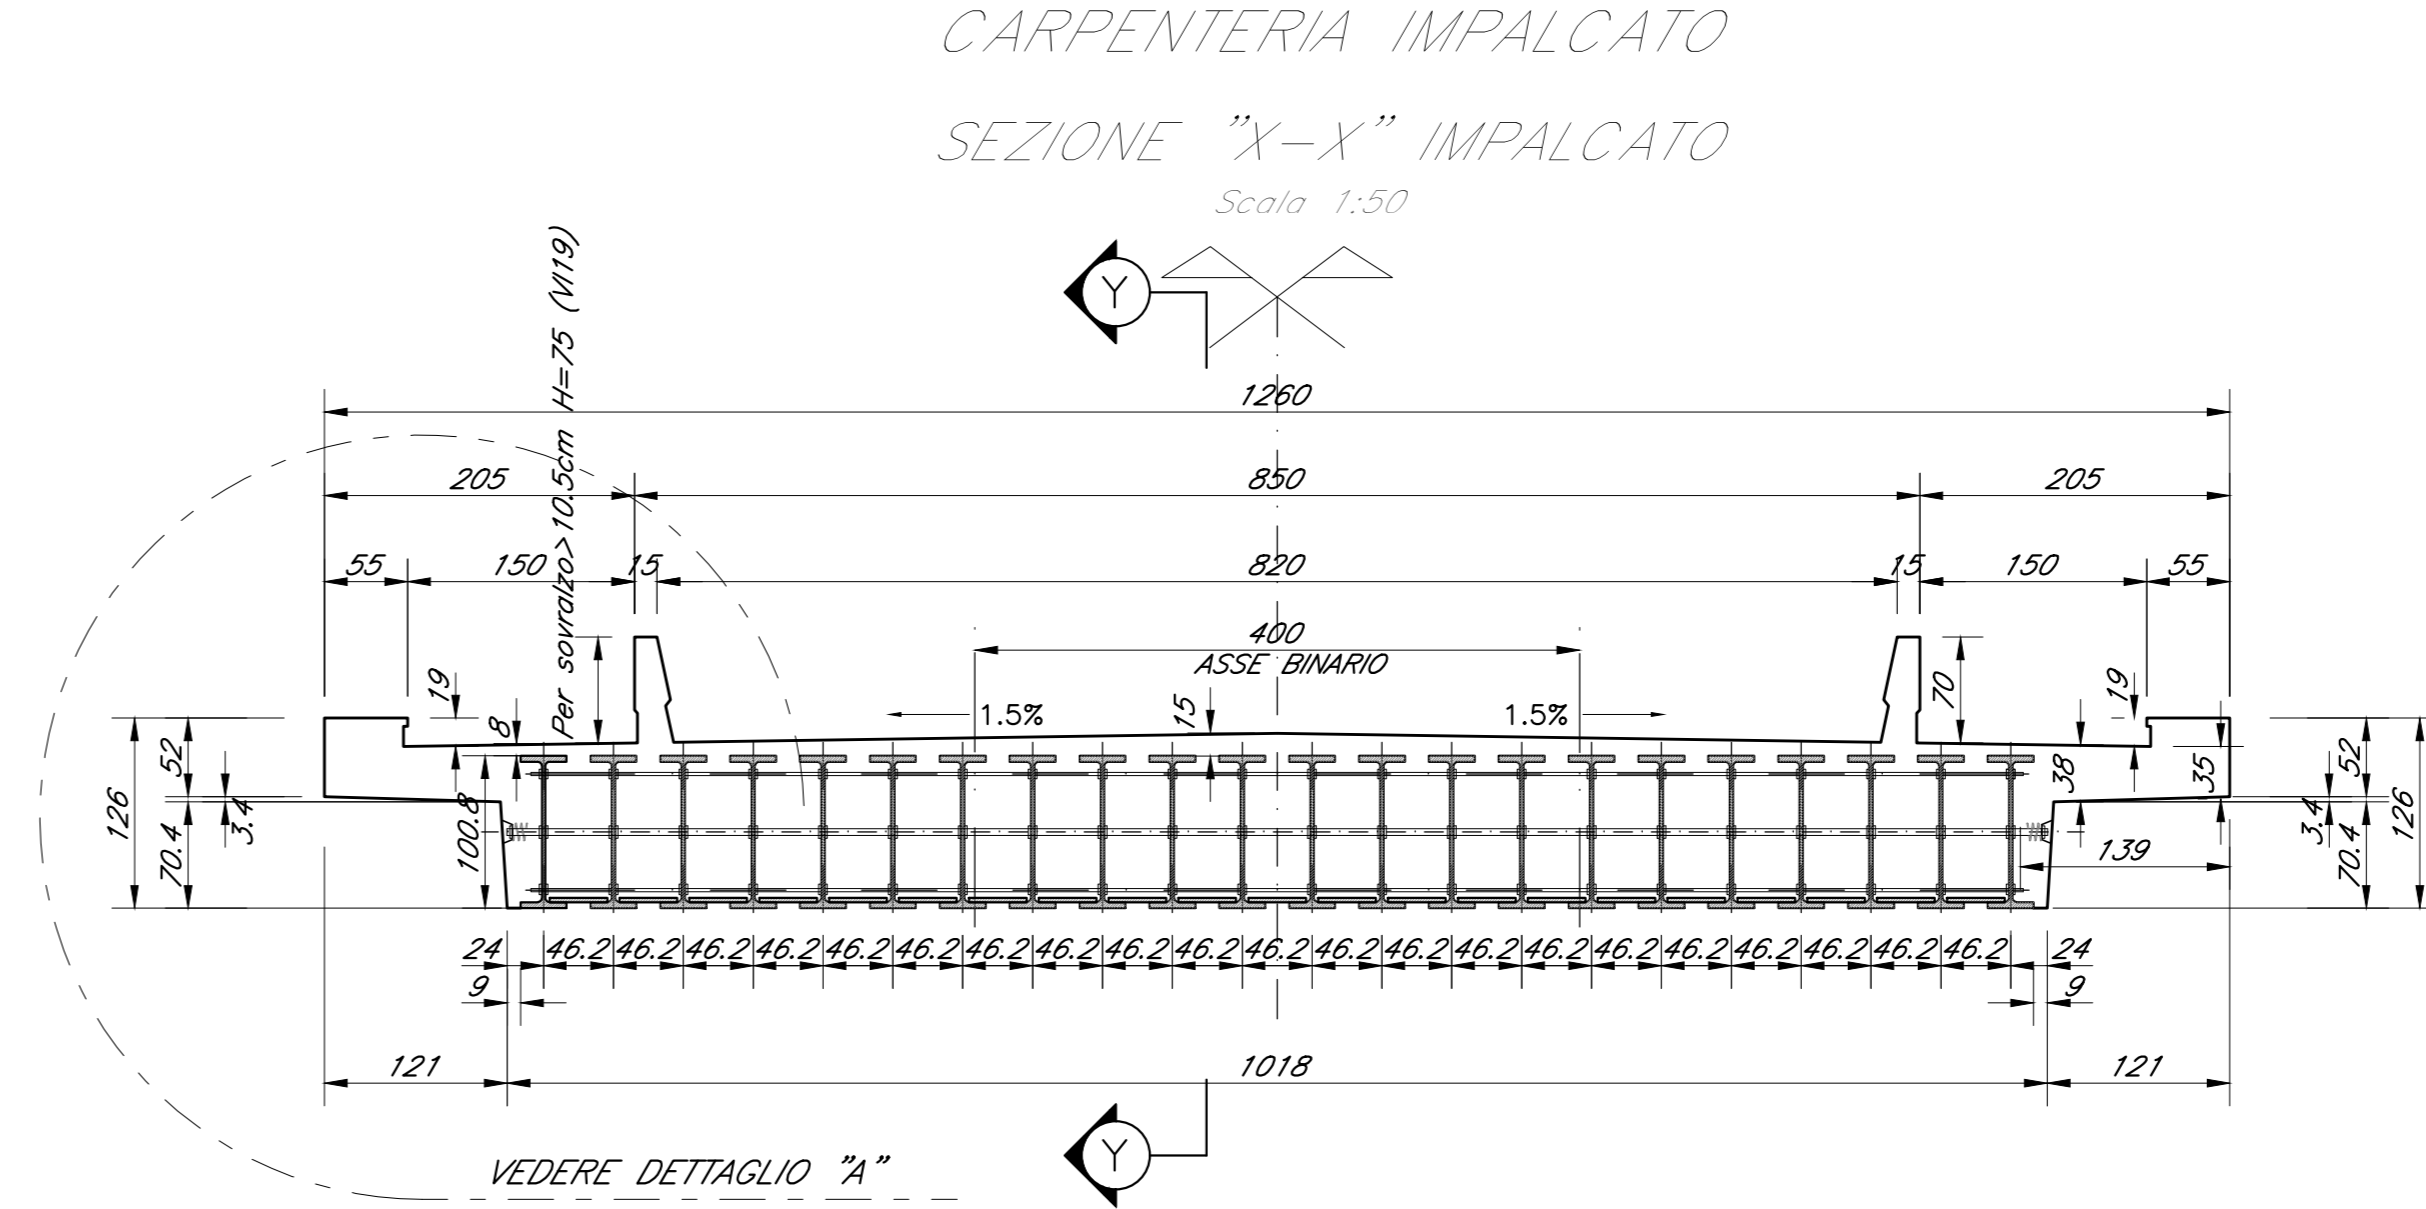 CARPENTERIA IMPALCATO
SEZIONE "X-X" IMPALCATO
Scala 1:50
Y
1260
205 850 205
55 150 15 820 15 150 55
Per sovralzo>10.5cm H=75 (VI19)
400
ASSE BINARIO
1.5% 15 1.5%
19 8 70 19
52 38 35 52
126 3.4 100.8 3.4 126
70.4 139 70.4
24 46.2 46.2 46.2 46.2 46.2 46.2 46.2 46.2 46.2 46.2 46.2 46.2 46.2 46.2 46.2 46.2 46.2 46.2 46.2 46.2 46.2 24
9 9
121 1018 121
Y
VEDERE DETTAGLIO "A"